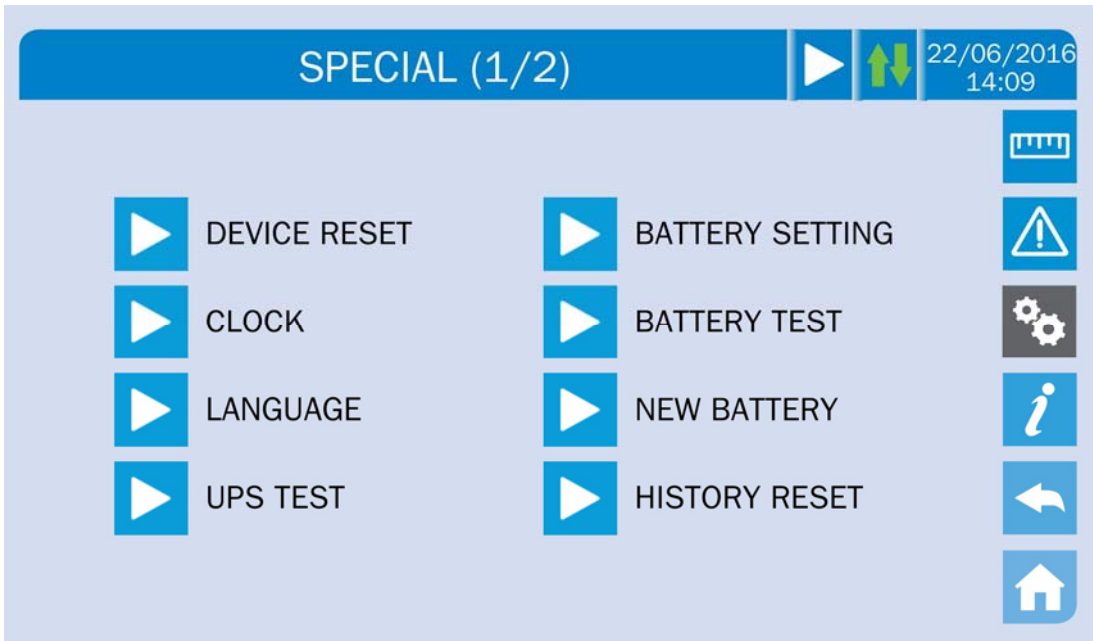 SPECIAL (1/2)
22/06/2016
14:09
DEVICE RESET
BATTERY SETTING
CLOCK
BATTERY TEST
LANGUAGE
NEW BATTERY
UPS TEST
HISTORY RESET